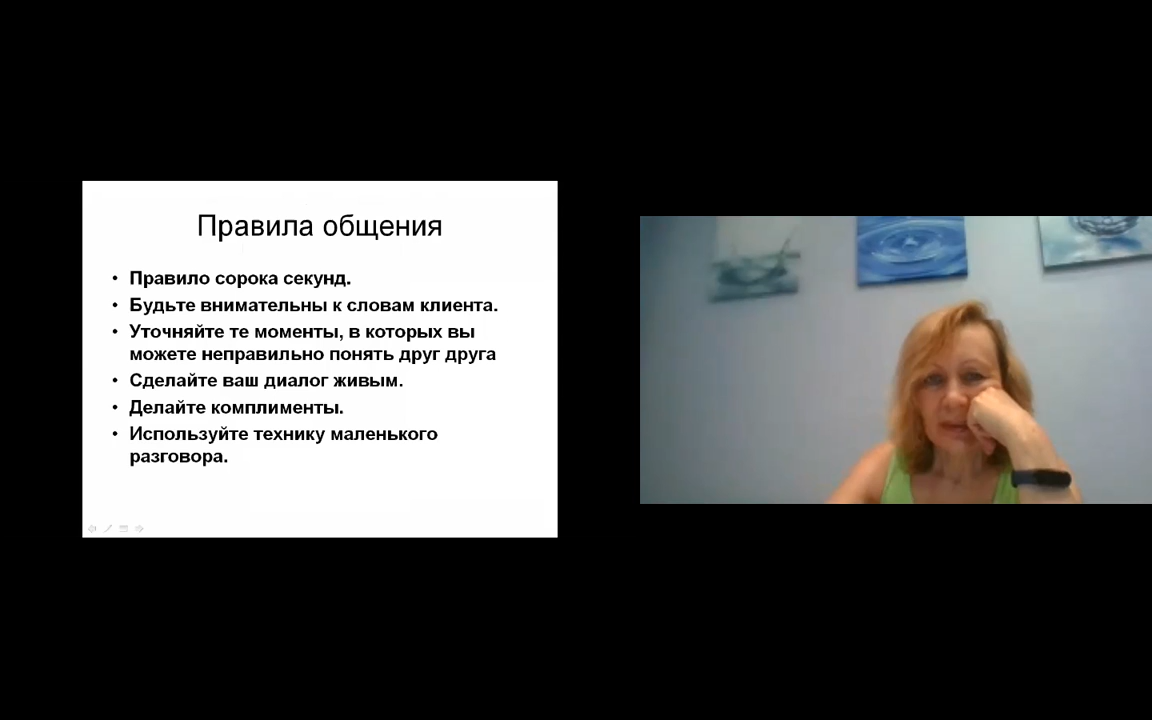 Правила общения
• Правило сорока секунд.
• Будьте внимательны к словам клиента.
• Уточняйте те моменты, в которых вы
можете неправильно понять друг друга
• Сделайте ваш диалог живым.
• Делайте комплименты.
• Используйте технику маленького
разговора.